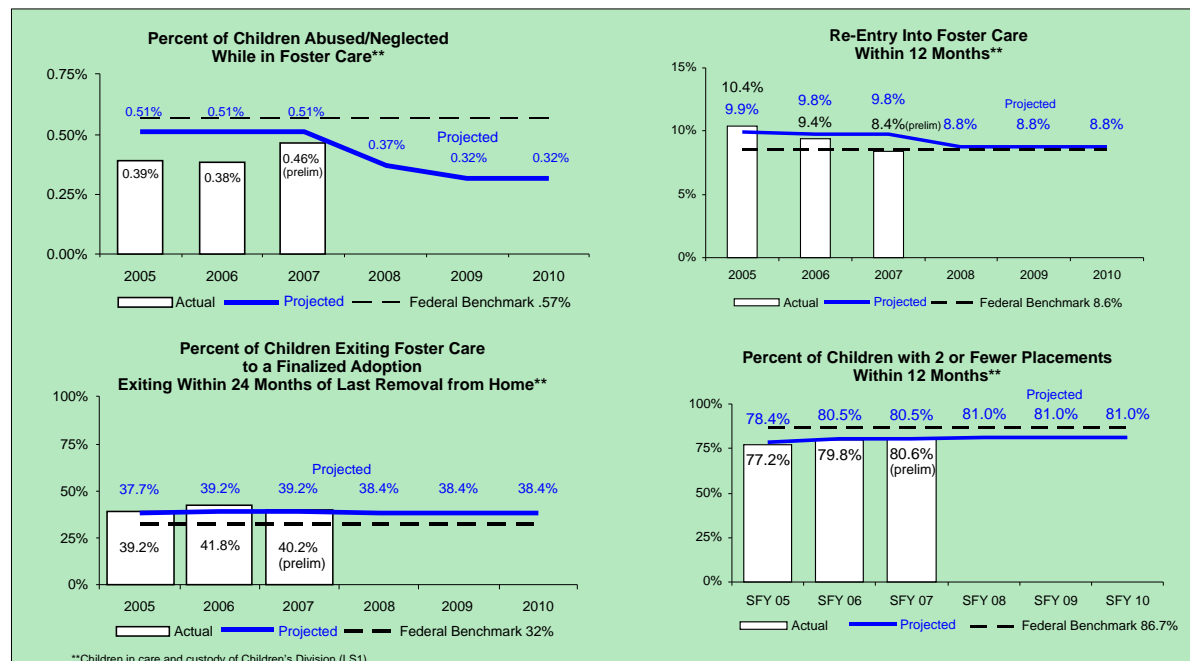 Percent of Children Abused/Neglected
While in Foster Care**
0.75%
0.50%
0.25%
0.00%
0.51% 0.51% 0.51%
0.37%
Projected
0.32% 0.32%
0.39%
0.38%
0.46%
(prelim)
2005 2006 2007 2008 2009 2010
Actual Projected Federal Benchmark .57%
Re-Entry Into Foster Care
Within 12 Months**
15%
10%
5%
0%
10.4%
9.9%
9.8%
9.4%
9.8%
8.4%(prelim)
Projected
8.8% 8.8% 8.8%
2005 2006 2007 2008 2009 2010
Actual Projected Federal Benchmark 8.6%
Percent of Children Exiting Foster Care
to a Finalized Adoption
Exiting Within 24 Months of Last Removal from Home**
100%
75%
50%
25%
0%
Projected
37.7% 39.2% 39.2% 38.4% 38.4% 38.4%
39.2% 41.8% 40.2%
(prelim)
2005 2006 2007 2008 2009 2010
Actual Projected Federal Benchmark 32%
Percent of Children with 2 or Fewer Placements
Within 12 Months**
100%
75%
50%
25%
0%
Projected
78.4% 80.5% 80.5% 81.0% 81.0% 81.0%
77.2% 79.8% 80.6%
(prelim)
SFY 05 SFY 06 SFY 07 SFY 08 SFY 09 SFY 10
Actual Projected Federal Benchmark 86.7%
**Children in care and custody of Children's Division (LS1)